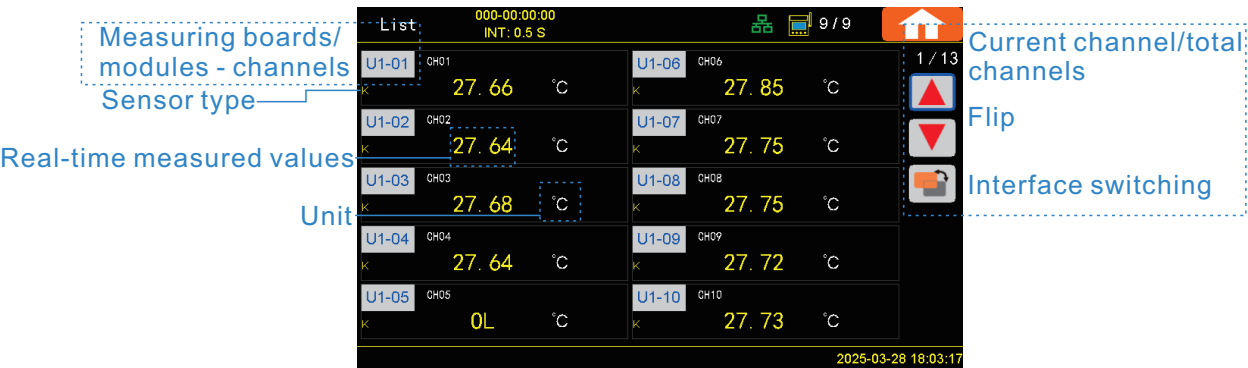 List
000-00:00:00
INT: 0.5 S
9/9
Measuring boards/
modules - channels
Sensor type
Real-time measured values
Unit
U1-01 CH01
K 27.66 °C
U1-02 CH02
K 27.64 °C
U1-03 CH03
K 27.68 °C
U1-04 CH04
K 27.64 °C
U1-05 CH05
K OL °C
U1-06 CH06
K 27.85 °C
U1-07 CH07
K 27.75 °C
U1-08 CH08
K 27.75 °C
U1-09 CH09
K 27.72 °C
U1-10 CH10
K 27.73 °C
1/13
Current channel/total
channels
Flip
Interface switching
2025-03-28 18:03:17